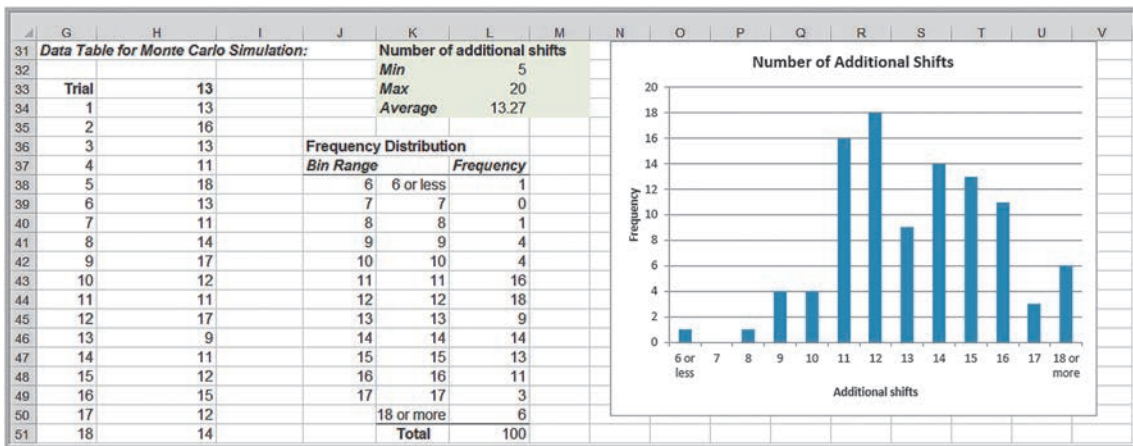 G H I J K L M N O P Q R S T U V
31 Data Table for Monte Carlo Simulation: Number of additional shifts
32 Min 5
33 Trial 13 Max 20
34 1 13 Average 13.27
35 2 16
36 3 13 Frequency Distribution
37 4 11 Bin Range Frequency
38 5 18 6 6 or less 1
39 6 13 7 7 0
40 7 11 8 8 1
41 8 14 9 9 4
42 9 17 10 10 4
43 10 12 11 11 16
44 11 11 12 12 18
45 12 17 13 13 9
46 13 9 14 14 14
47 14 11 15 15 13
48 15 12 16 16 11
49 16 15 17 17 3
50 17 12 18 or more 6
51 18 14 Total 100
Number of Additional Shifts
Frequency
20
18
16
14
12
10
8
6
4
2
0
6 or less 7 8 9 10 11 12 13 14 15 16 17 18 or more
Additional shifts